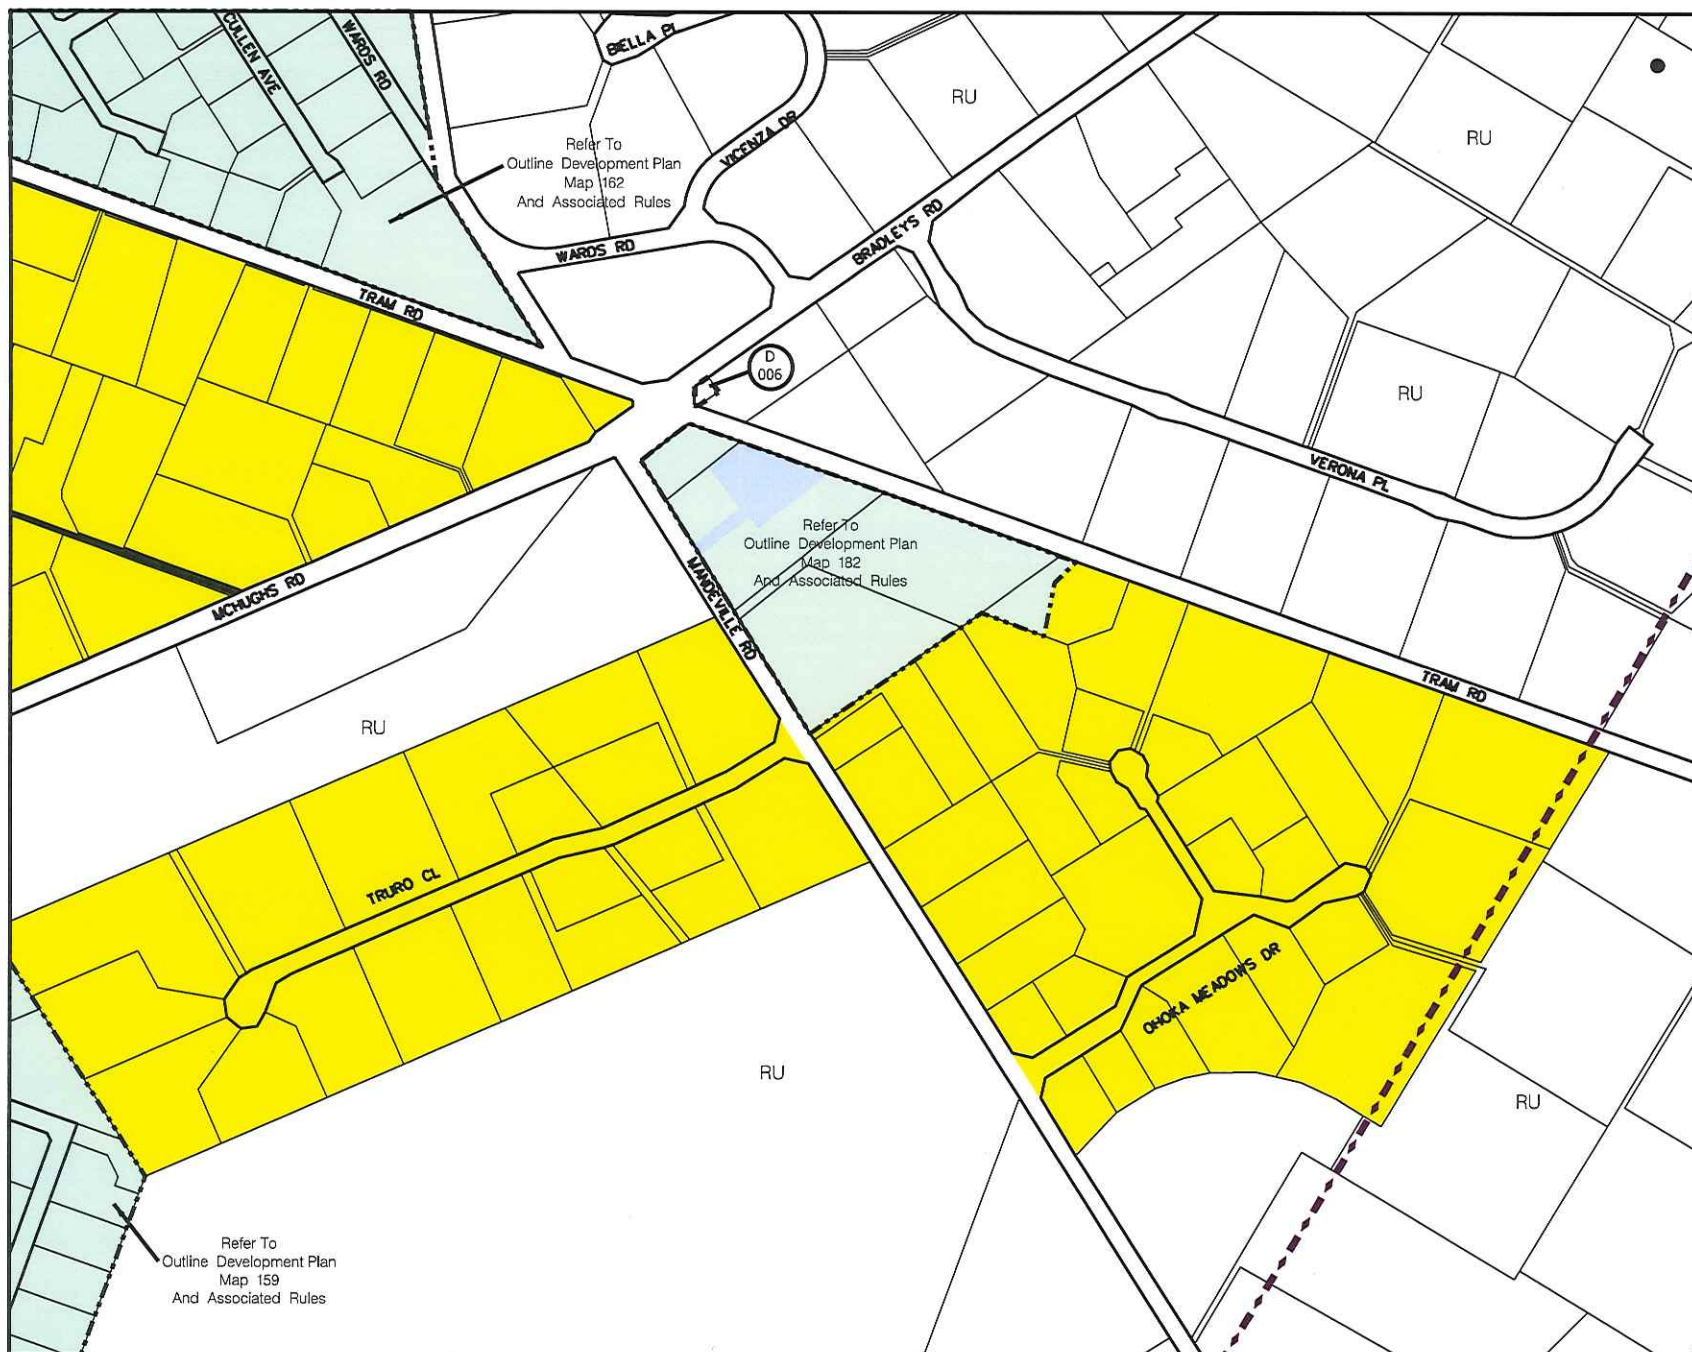 CULLEN AVE
WARDS RD
BELLA PL
RU
Refer To
Outline Development Plan
Map 162
And Associated Rules
VICENZA DR
RU
WARDS RD
BRADLEYS RD
TRAM RD
D
006
RU
VERONA PL
Refer To
Outline Development Plan
Map 182
And Associated Rules
MCHUGHS RD
MANDEVILLE RD
TRAM RD
RU
TRURO CL
OHOKA MEADOWS DR
RU
RU
Refer To
Outline Development Plan
Map 159
And Associated Rules